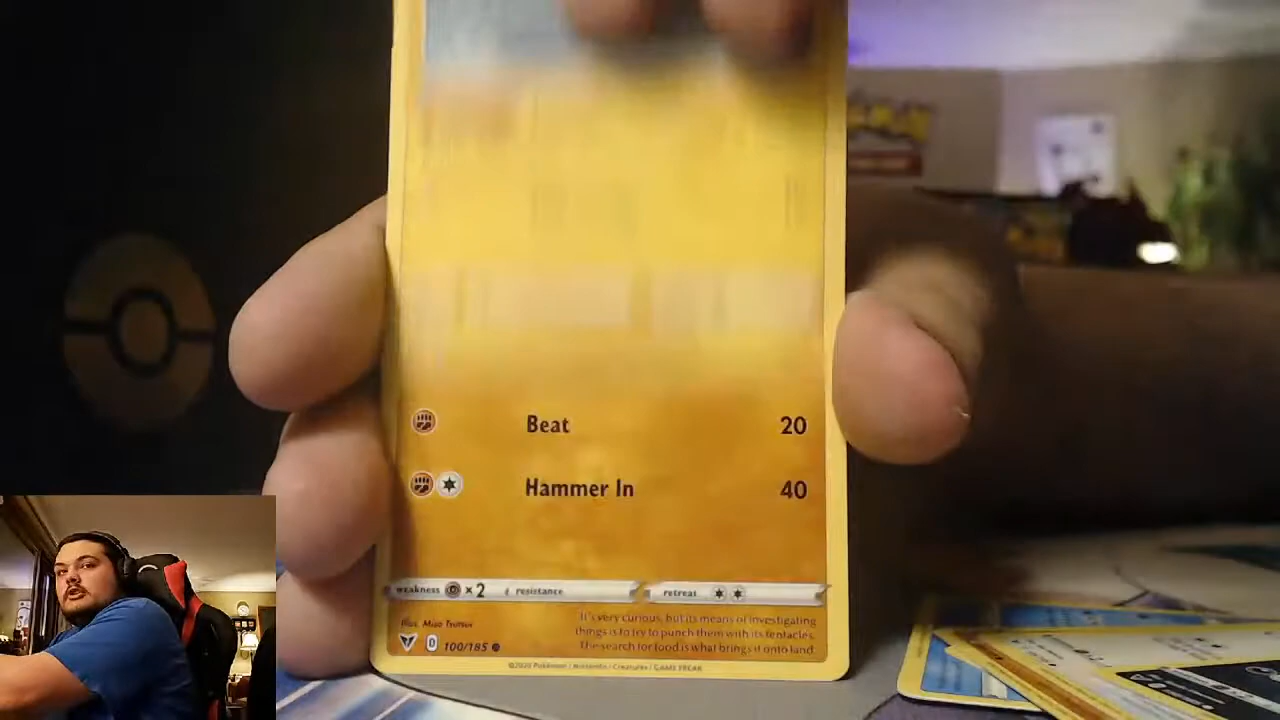 Beat 20
Hammer In 40
weakness ×2 resistance retreat
Illus. Misa Tsutsui
It's very curious, but its means of investigating
things is to try to punch them with its tentacles.
The search for food is what brings it onto land.
D 100/185
©2020 Pokémon / Nintendo / Creatures / GAME FREAK